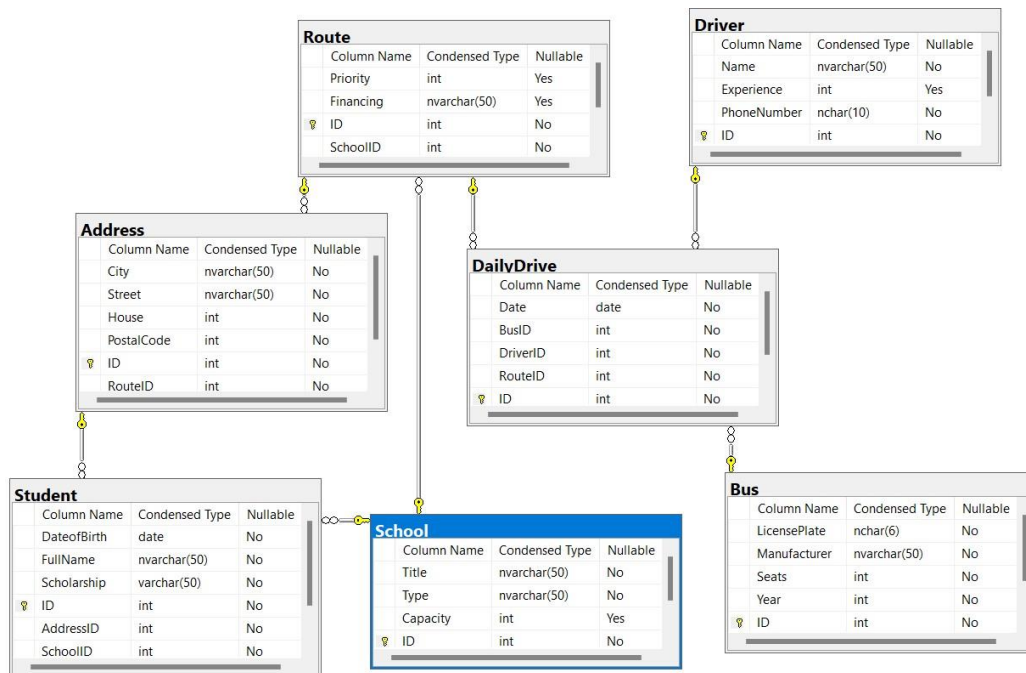 Route
Column Name Condensed Type Nullable
Priority int Yes
Financing nvarchar(50) Yes
ID int No
SchoolID int No
Driver
Column Name Condensed Type Nullable
Name nvarchar(50) No
Experience int Yes
PhoneNumber nchar(10) No
ID int No
Address
Column Name Condensed Type Nullable
City nvarchar(50) No
Street nvarchar(50) No
House int No
PostalCode int No
ID int No
RouteID int No
DailyDrive
Column Name Condensed Type Nullable
Date date No
BusID int No
DriverID int No
RouteID int No
ID int No
Student
Column Name Condensed Type Nullable
DateofBirth date No
FullName nvarchar(50) No
Scholarship varchar(50) No
ID int No
AddressID int No
SchoolID int No
School
Column Name Condensed Type Nullable
Title nvarchar(50) No
Type nvarchar(50) No
Capacity int Yes
ID int No
Bus
Column Name Condensed Type Nullable
LicensePlate nchar(6) No
Manufacturer nvarchar(50) No
Seats int No
Year int No
ID int No